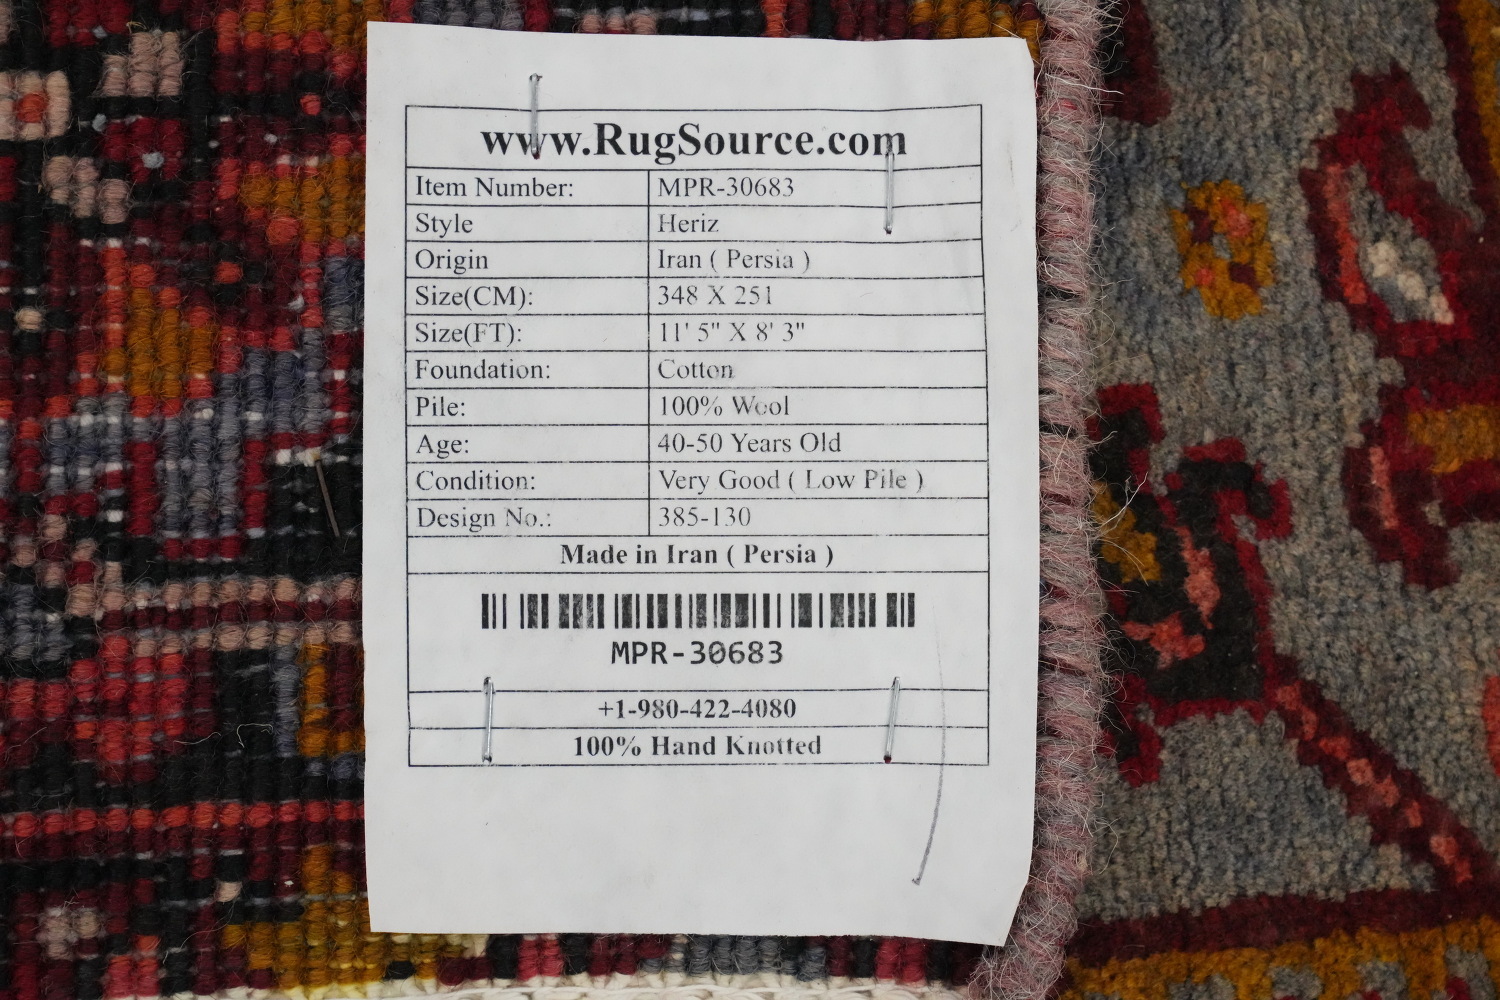 www.RugSource.com
Item Number: MPR-30683
Style Heriz
Origin Iran ( Persia )
Size(CM): 348 X 251
Size(FT): 11' 5" X 8' 3"
Foundation: Cotton
Pile: 100% Wool
Age: 40-50 Years Old
Condition: Very Good ( Low Pile )
Design No.: 385-130
Made in Iran ( Persia )
MPR-30683
+1-980-422-4080
100% Hand Knotted